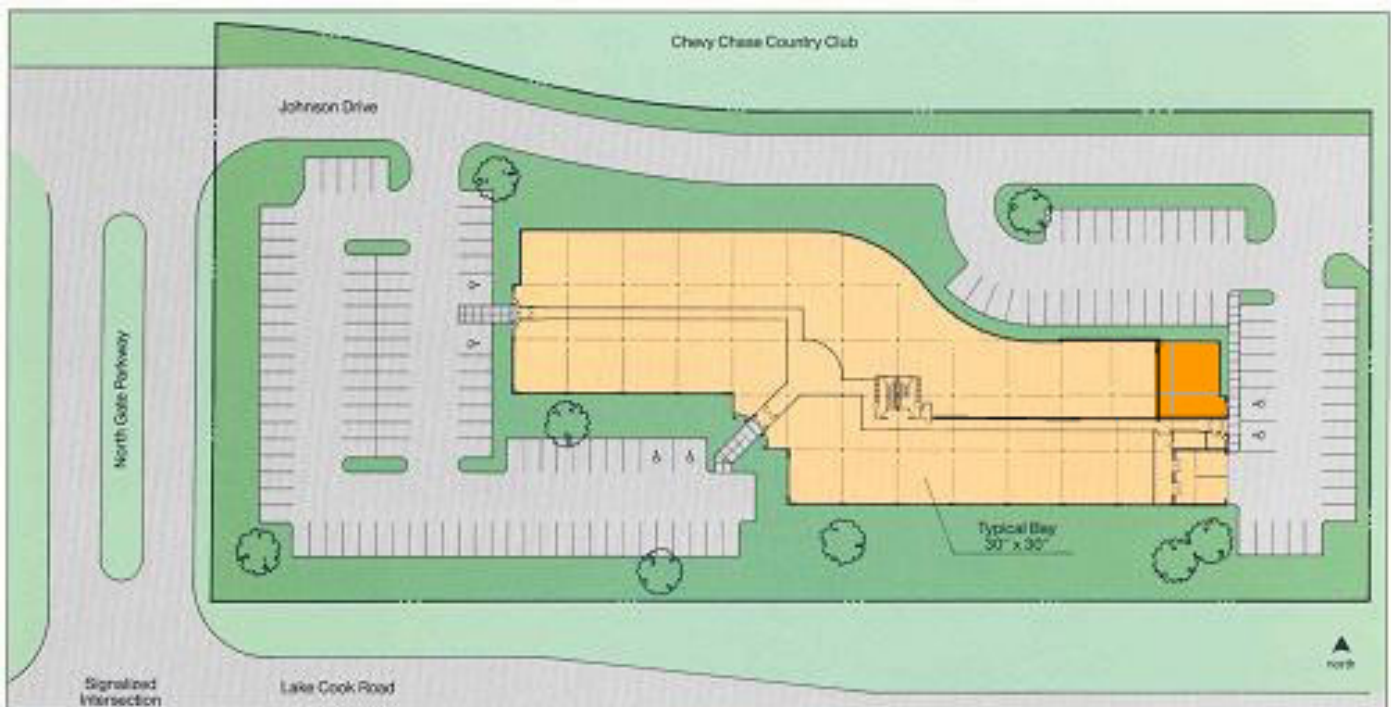 Chevy Chase Country Club
Johnson Drive
North Gate Parkway
Typical Bay
30" x 30"
north
Signalized
Intersection
Lake Cook Road